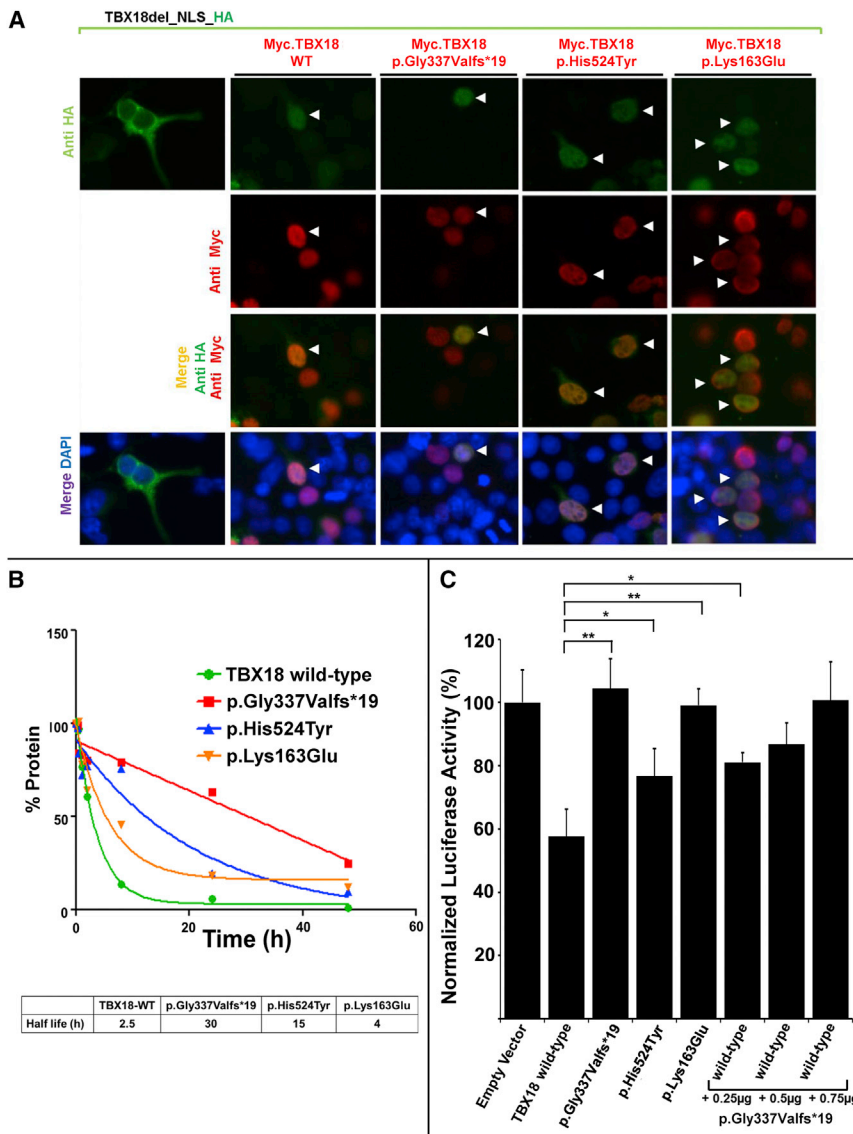 A
TBX18del_NLS_HA
Myc.TBX18 WT
Myc.TBX18 p.Gly337Valfs*19
Myc.TBX18 p.His524Tyr
Myc.TBX18 p.Lys163Glu
Anti HA
Anti Myc
Merge
Anti HA
Anti Myc
Merge DAPI
B
150
100
50
0
% Protein
TBX18 wild-type
p.Gly337Valfs*19
p.His524Tyr
p.Lys163Glu
0 20 40 60
Time (h)
TBX18-WT p.Gly337Valfs*19 p.His524Tyr p.Lys163Glu
Half life (h) 2.5 30 15 4
C
*
**
*
**
120
100
80
60
40
20
Normalized Luciferase Activity (%)
Empty Vector
TBX18 wild-type
p.Gly337Valfs*19
p.His524Tyr
p.Lys163Glu
wild-type
wild-type
wild-type
+ 0.25µg + 0.5µg + 0.75µg
p.Gly337Valfs*19